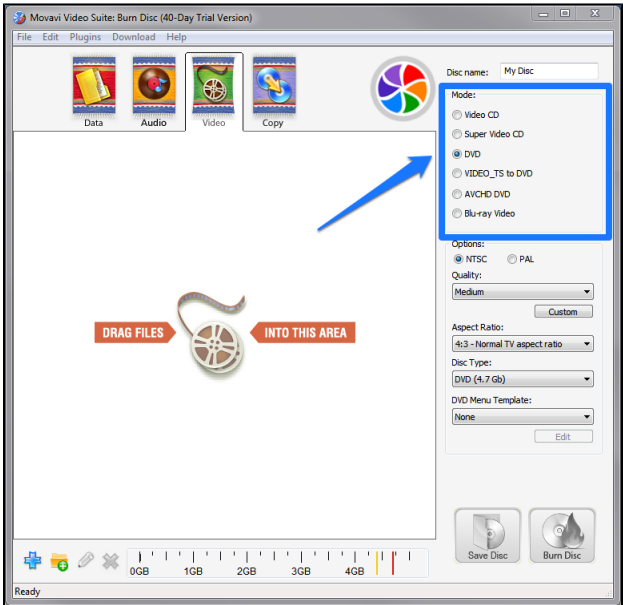 Movavi Video Suite: Burn Disc (40-Day Trial Version)
File Edit Plugins Download Help
Data
Audio
Video
Copy
Disc name: My Disc
Mode:
Video CD
Super Video CD
DVD
VIDEO_TS to DVD
AVCHD DVD
Blu-ray Video
Options:
NTSC PAL
Quality:
Medium
Custom
Aspect Ratio:
4:3 - Normal TV aspect ratio
Disc Type:
DVD (4.7 Gb)
DVD Menu Template:
None
Edit
DRAG FILES INTO THIS AREA
0GB 1GB 2GB 3GB 4GB
Save Disc
Burn Disc
Ready